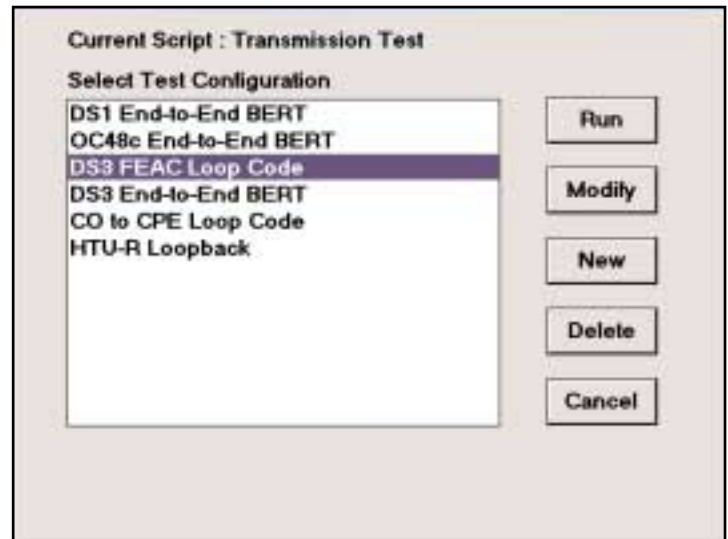 Current Script : Transmission Test
Select Test Configuration
DS1 End-to-End BERT
OC48c End-to-End BERT
DS3 FEAC Loop Code
DS3 End-to-End BERT
CO to CPE Loop Code
HTU-R Loopback
Run
Modify
New
Delete
Cancel